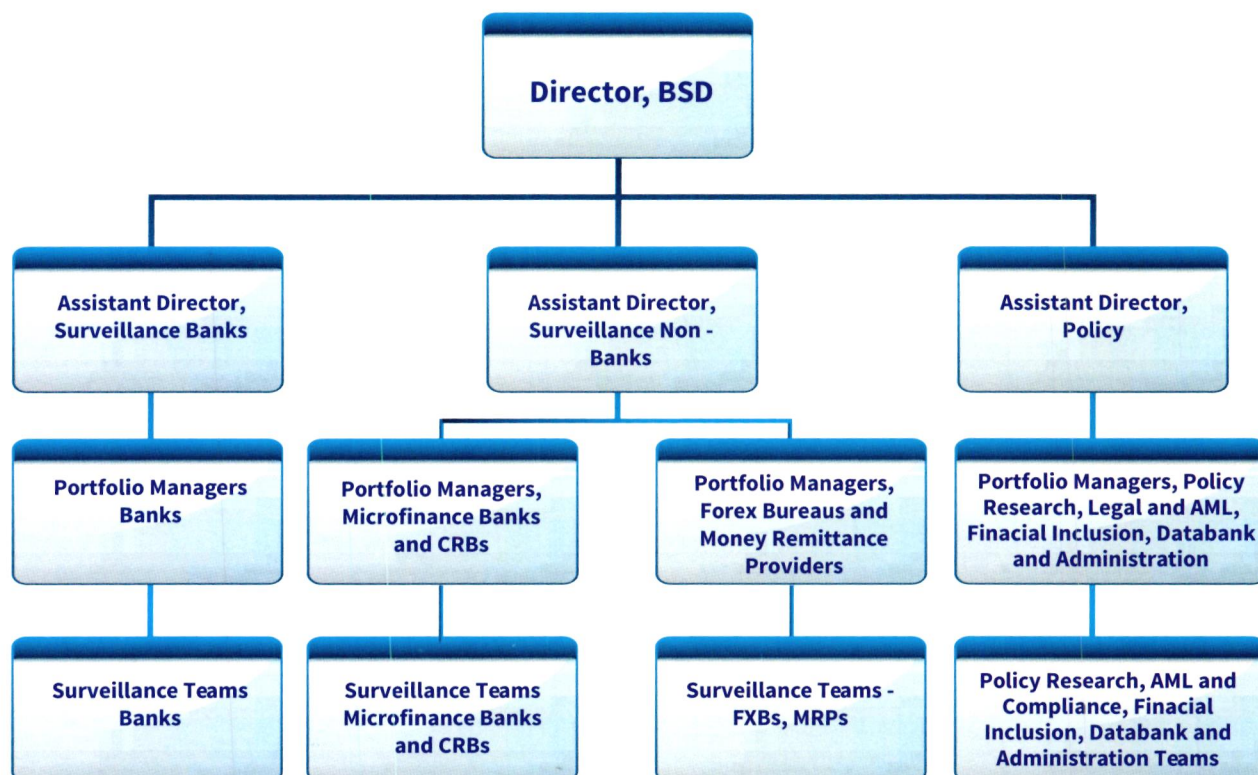 Director, BSD
Assistant Director,
Surveillance Banks
Assistant Director,
Surveillance Non -
Banks
Assistant Director,
Policy
Portfolio Managers
Banks
Portfolio Managers,
Microfinance Banks
and CRBs
Portfolio Managers,
Forex Bureaus and
Money Remittance
Providers
Portfolio Managers, Policy
Research, Legal and AML,
Finacial Inclusion, Databank
and Administration
Surveillance Teams
Banks
Surveillance Teams
Microfinance Banks
and CRBs
Surveillance Teams -
FXBs, MRPs
Policy Research, AML and
Compliance, Finacial
Inclusion, Databank and
Administration Teams